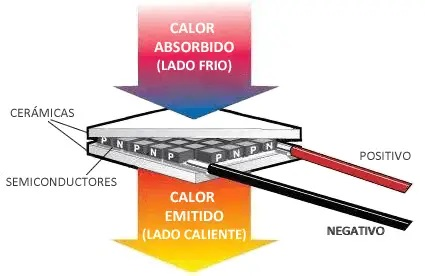 CALOR
ABSORBIDO
(LADO FRIO)
CERÁMICAS
P N P N P P N P N
SEMICONDUCTORES
POSITIVO
CALOR
EMITIDO
(LADO CALIENTE)
NEGATIVO